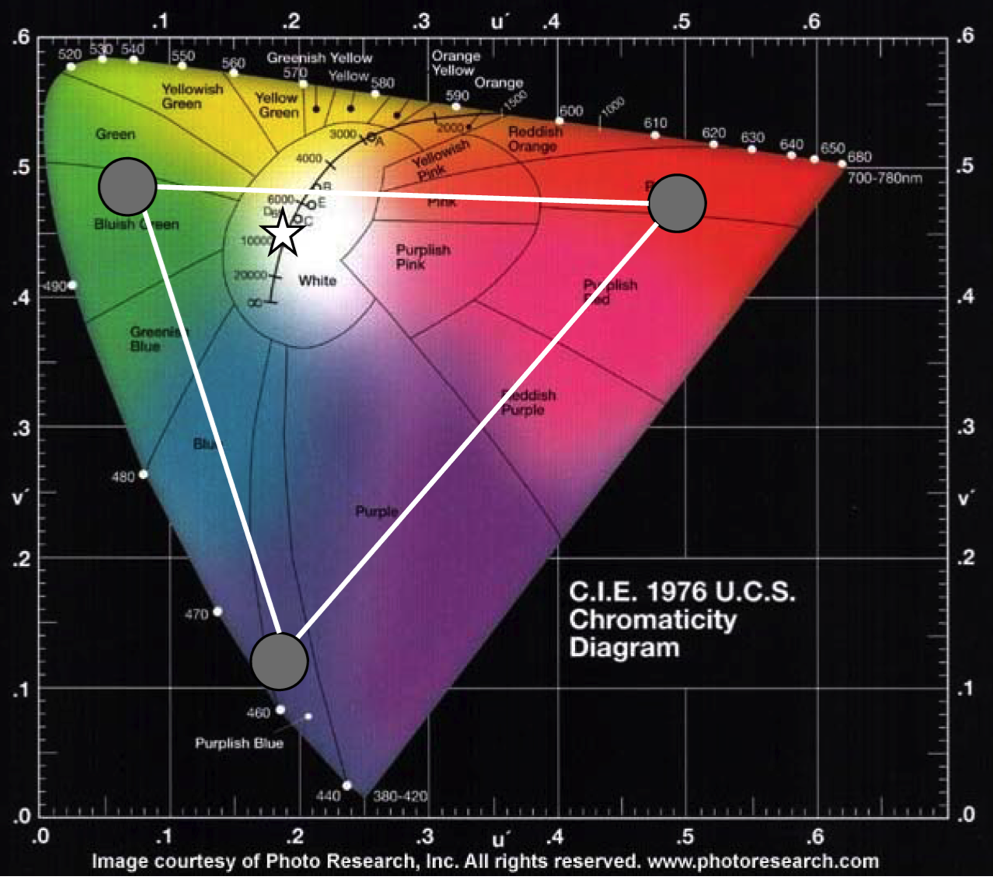 .1 .2 .3 u´ .4 .5 .6
.6 .6
520 530 540 550 560 570 580 590 600 610 620 630 640 650 680
700-780nm
Greenish Yellow
Yellow
Orange
Yellow
Orange
1500 1000
Yellowish
Green
Yellow
Green
3000 A 2000
Reddish
Orange
Green
4000
Yellowish
Pink
.5 .5
B
6000 E
C
Pink
Bluish Green
10000
Purplish
Pink
20000
White
∞
490
Purplish
Red
.4 .4
Greenish
Blue
Reddish
Purple
.3 .3
Blue
480
v´ v´
Purple
.2 .2
C.I.E. 1976 U.C.S.
Chromaticity
Diagram
470
.1 .1
460
Purplish Blue
440 380-420
.0 .0
.0 .1 .2 .3 u´ .4 .5 .6
Image courtesy of Photo Research, Inc. All rights reserved. www.photoresearch.com